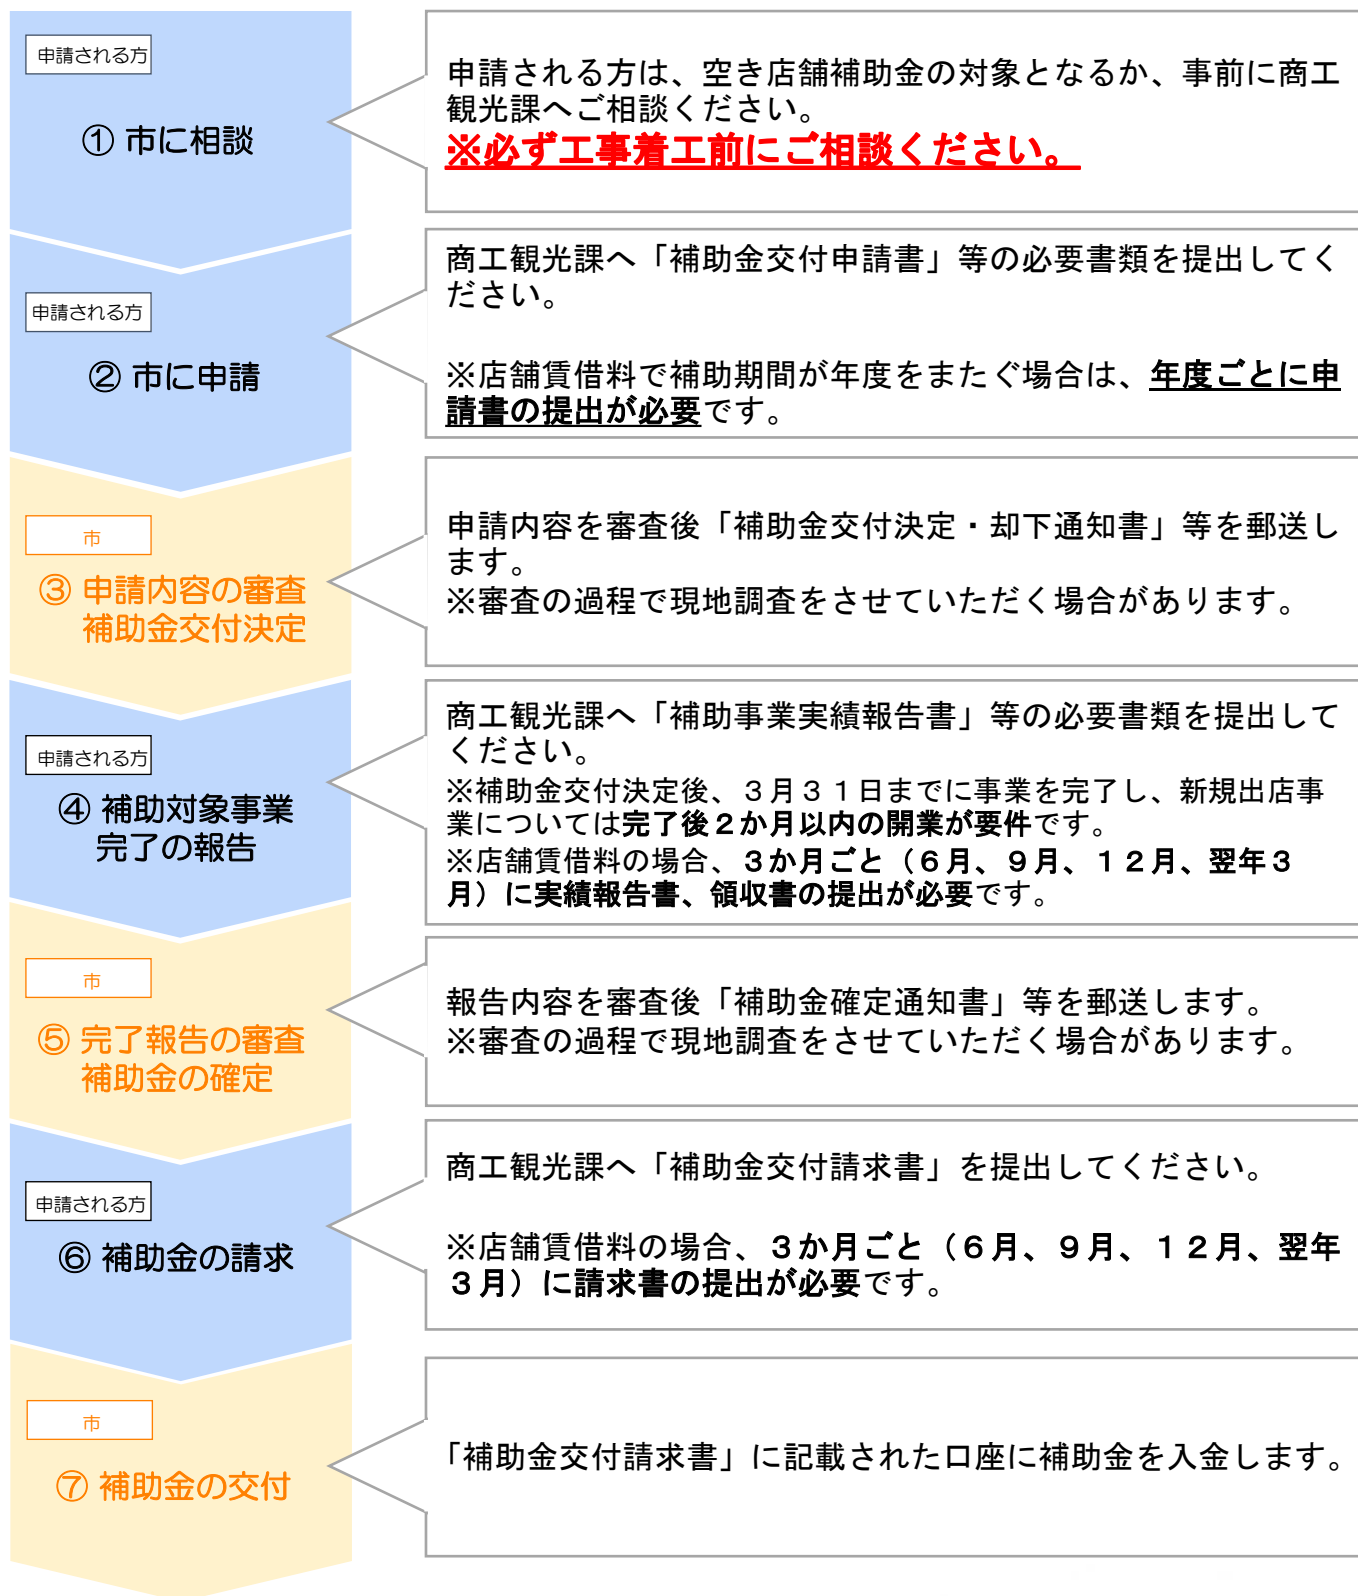 申請される方
① 市に相談
申請される方は、空き店舗補助金の対象となるか、事前に商工
観光課へご相談ください。
※必ず工事着工前にご相談ください。
申請される方
② 市に申請
商工観光課へ「補助金交付申請書」等の必要書類を提出してく
ださい。
※店舗賃借料で補助期間が年度をまたぐ場合は、年度ごとに申
請書の提出が必要です。
市
③ 申請内容の審査
補助金交付決定
申請内容を審査後「補助金交付決定・却下通知書」等を郵送し
ます。
※審査の過程で現地調査をさせていただく場合があります。
申請される方
④ 補助対象事業
完了の報告
商工観光課へ「補助事業実績報告書」等の必要書類を提出して
ください。
※補助金交付決定後、３月３１日までに事業を完了し、新規出店事
業については完了後２か月以内の開業が要件です。
※店舗賃借料の場合、３か月ごと（６月、９月、１２月、翌年３
月）に実績報告書、領収書の提出が必要です。
市
⑤ 完了報告の審査
補助金の確定
報告内容を審査後「補助金確定通知書」等を郵送します。
※審査の過程で現地調査をさせていただく場合があります。
申請される方
⑥ 補助金の請求
商工観光課へ「補助金交付請求書」を提出してください。
※店舗賃借料の場合、３か月ごと（６月、９月、１２月、翌年
３月）に請求書の提出が必要です。
市
⑦ 補助金の交付
「補助金交付請求書」に記載された口座に補助金を入金します。